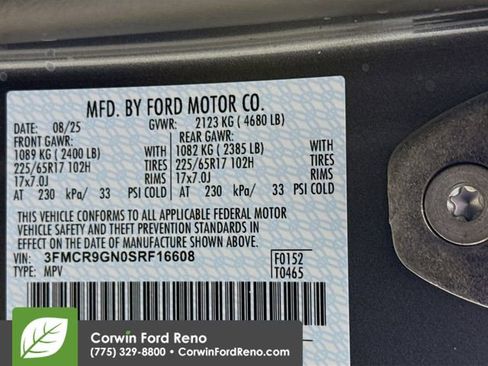 MFD. BY FORD MOTOR CO.
DATE: 08/25 GVWR: 2123 KG ( 4680 LB)
FRONT GAWR: REAR GAWR:
1089 KG ( 2400 LB) WITH 1082 KG ( 2385 LB) WITH
225/65R17 102H TIRES 225/65R17 102H TIRES
17x7.0J RIMS 17x7.0J RIMS
AT 230 kPa/ 33 PSI COLD AT 230 kPa/ 33 PSI COLD
THIS VEHICLE CONFORMS TO ALL APPLICABLE FEDERAL MOTOR
VEHICLE SAFETY AND THEFT PREVENTION STANDARDS
IN EFFECT ON THE DATE OF MANUFACTURE SHOWN ABOVE.
VIN: 3FMCR9GN0SRF16608 F0152
TYPE: MPV T0465
Corwin Ford Reno
(775) 329-8800 • CorwinFordReno.com